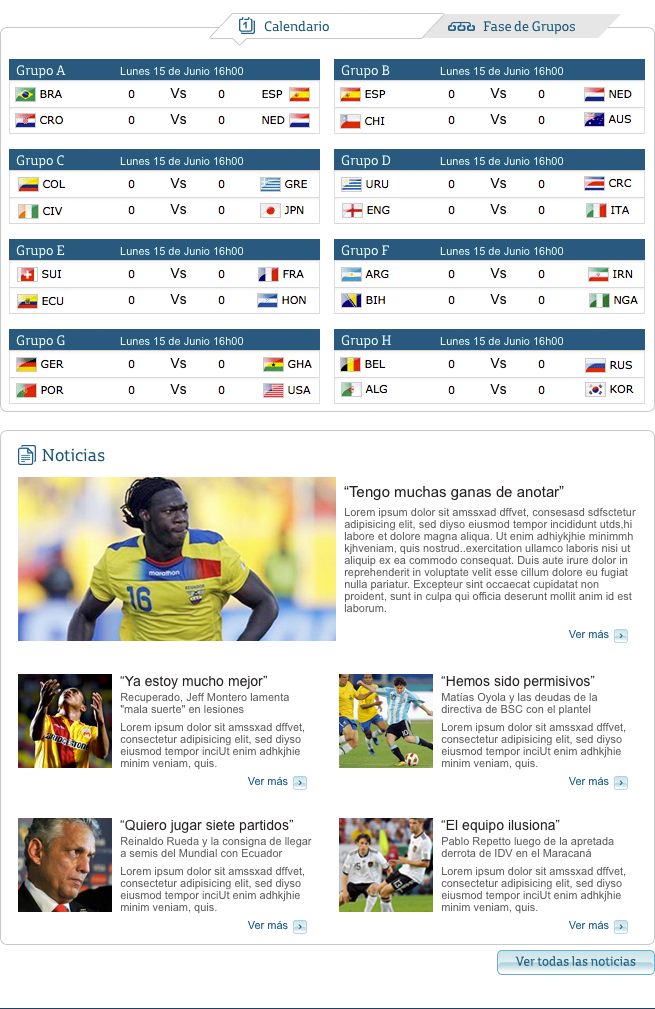 Calendario
Fase de Grupos
Grupo A Lunes 15 de Junio 16h00
BRA 0 Vs 0 ESP
CRO 0 Vs 0 NED
Grupo B Lunes 15 de Junio 16h00
ESP 0 Vs 0 NED
CHI 0 Vs 0 AUS
Grupo C Lunes 15 de Junio 16h00
COL 0 Vs 0 GRE
CIV 0 Vs 0 JPN
Grupo D Lunes 15 de Junio 16h00
URU 0 Vs 0 CRC
ENG 0 Vs 0 ITA
Grupo E Lunes 15 de Junio 16h00
SUI 0 Vs 0 FRA
ECU 0 Vs 0 HON
Grupo F Lunes 15 de Junio 16h00
ARG 0 Vs 0 IRN
BIH 0 Vs 0 NGA
Grupo G Lunes 15 de Junio 16h00
GER 0 Vs 0 GHA
POR 0 Vs 0 USA
Grupo H Lunes 15 de Junio 16h00
BEL 0 Vs 0 RUS
ALG 0 Vs 0 KOR
Noticias
marathon
ECUADOR
16
“Tengo muchas ganas de anotar”
Lorem ipsum dolor sit amssxad dffvet, consesasd sdfsctetur
adipisicing elit, sed diyso eiusmod tempor incididunt utds,hi
labore et dolore magna aliqua. Ut enim adhiykjhie minimmh
kjhveniam, quis nostrud..exercitation ullamco laboris nisi ut
aliquip ex ea commodo consequat. Duis aute irure dolor in
reprehenderit in voluptate velit esse cillum dolore eu fugiat
nulla pariatur. Excepteur sint occaecat cupidatat non
proident, sunt in culpa qui officia deserunt mollit anim id est
laborum.
Ver más
“Ya estoy mucho mejor”
Recuperado, Jeff Montero lamenta
"mala suerte" en lesiones
Lorem ipsum dolor sit amssxad dffvet,
consectetur adipisicing elit, sed diyso
eiusmod tempor inciUt enim adhkjhie
minim veniam, quis.
Ver más
“Hemos sido permisivos”
Matías Oyola y las deudas de la
directiva de BSC con el plantel
Lorem ipsum dolor sit amssxad dffvet,
consectetur adipisicing elit, sed diyso
eiusmod tempor inciUt enim adhkjhie
minim veniam, quis.
Ver más
“Quiero jugar siete partidos”
Reinaldo Rueda y la consigna de llegar
a semis del Mundial con Ecuador
Lorem ipsum dolor sit amssxad dffvet,
consectetur adipisicing elit, sed diyso
eiusmod tempor inciUt enim adhkjhie
minim veniam, quis.
Ver más
“El equipo ilusiona”
Pablo Repetto luego de la apretada
derrota de IDV en el Maracaná
Lorem ipsum dolor sit amssxad dffvet,
consectetur adipisicing elit, sed diyso
eiusmod tempor inciUt enim adhkjhie
minim veniam, quis.
Ver más
Ver todas las noticias